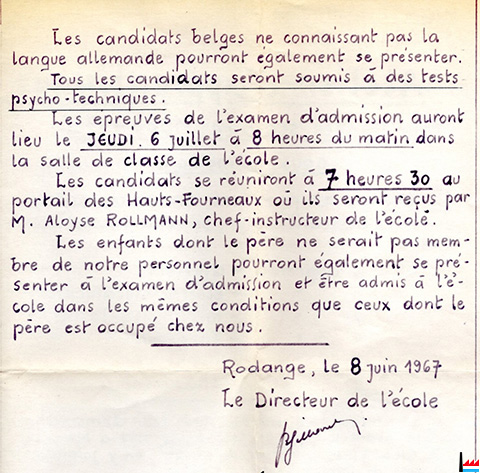 Les candidats belges ne connaissant pas la
langue allemande pourront également se présenter.
Tous les candidats seront soumis à des tests
psycho-techniques.
Les épreuves de l'examen d'admission auront
lieu le JEUDI. 6 juillet à 8 heures du matin dans
la salle de classe de l'école.
Les candidats se réuniront à 7 heures 30 au
portail des Hauts-Fourneaux où ils seront reçus par
M. Aloyse ROLLMANN, chef-instructeur de l'école.
Les enfants dont le père ne serait pas mem-
bre de notre personnel pourront également se pré-
senter à l'examen d'admission et être admis à l'é-
cole dans les mêmes conditions que ceux dont le
père est occupé chez nous.
Rodange, le 8 juin 1967
Le Directeur de l'école